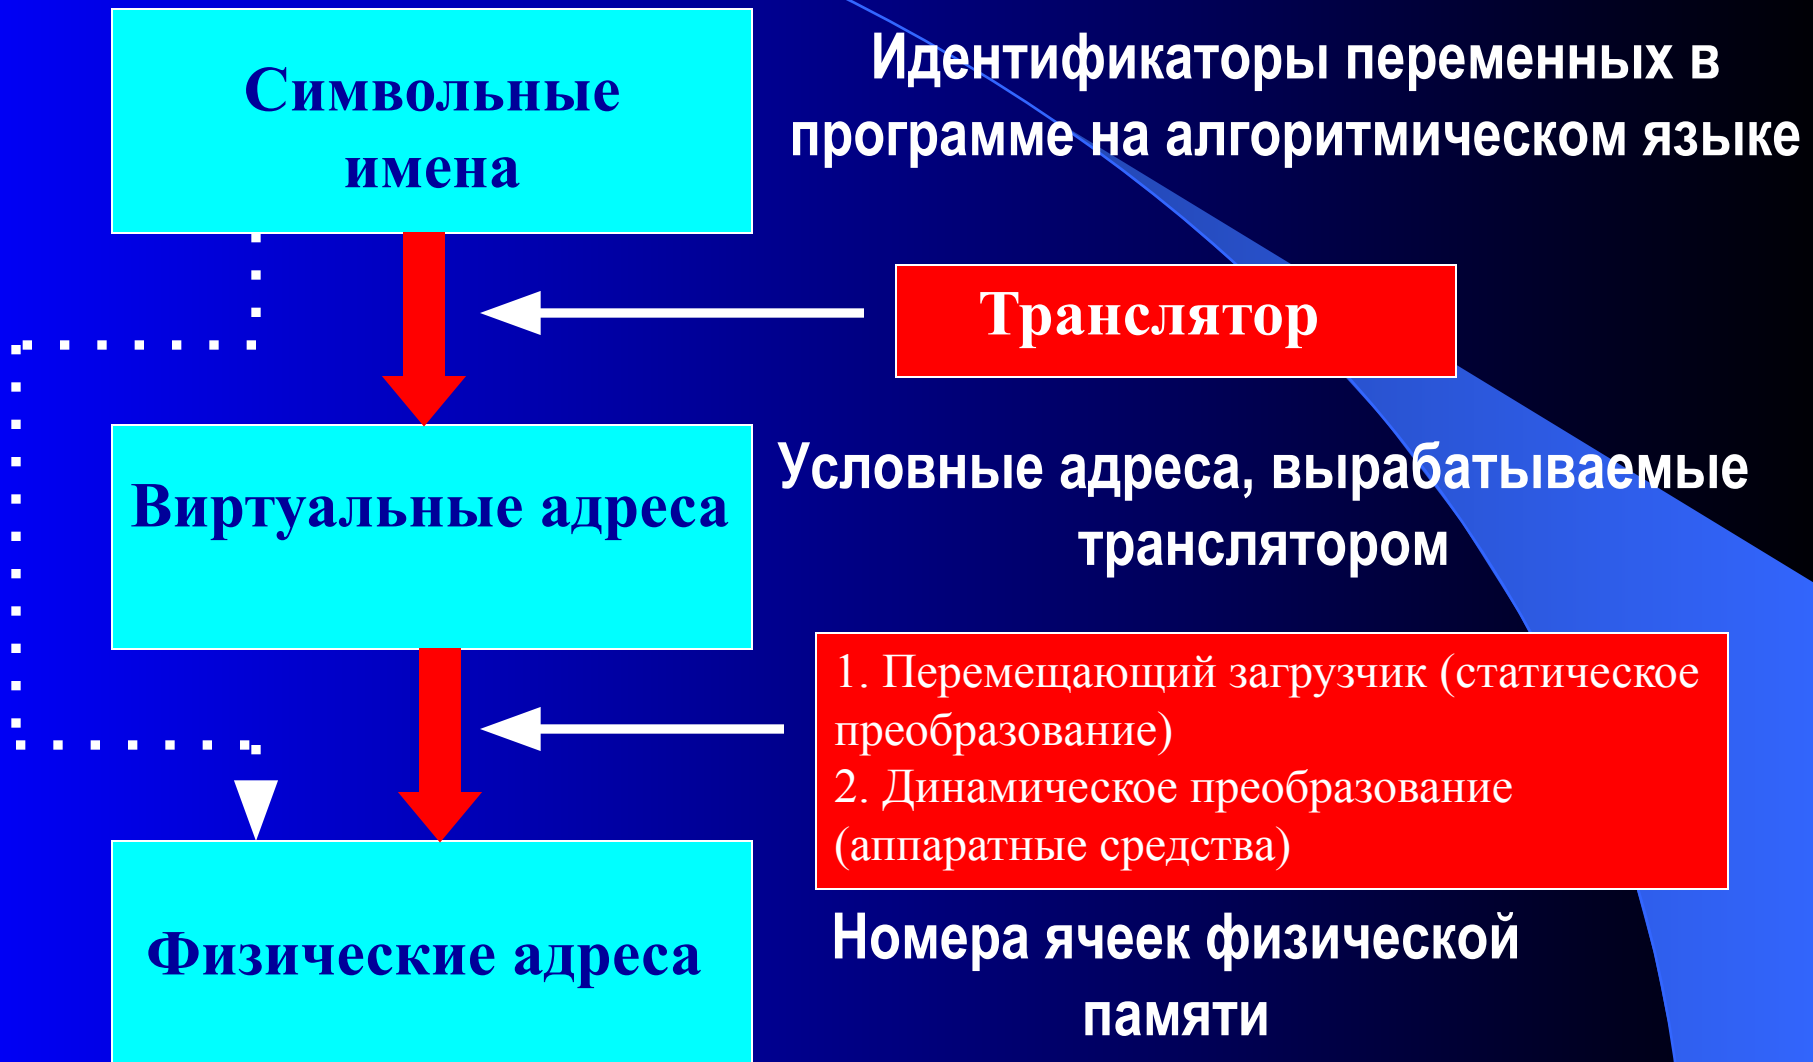 Символьные
имена
Идентификаторы переменных в
программе на алгоритмическом языке
Транслятор
Виртуальные адреса
Условные адреса, вырабатываемые
транслятором
1. Перемещающий загрузчик (статическое
преобразование)
2. Динамическое преобразование
(аппаратные средства)
Физические адреса
Номера ячеек физической
памяти